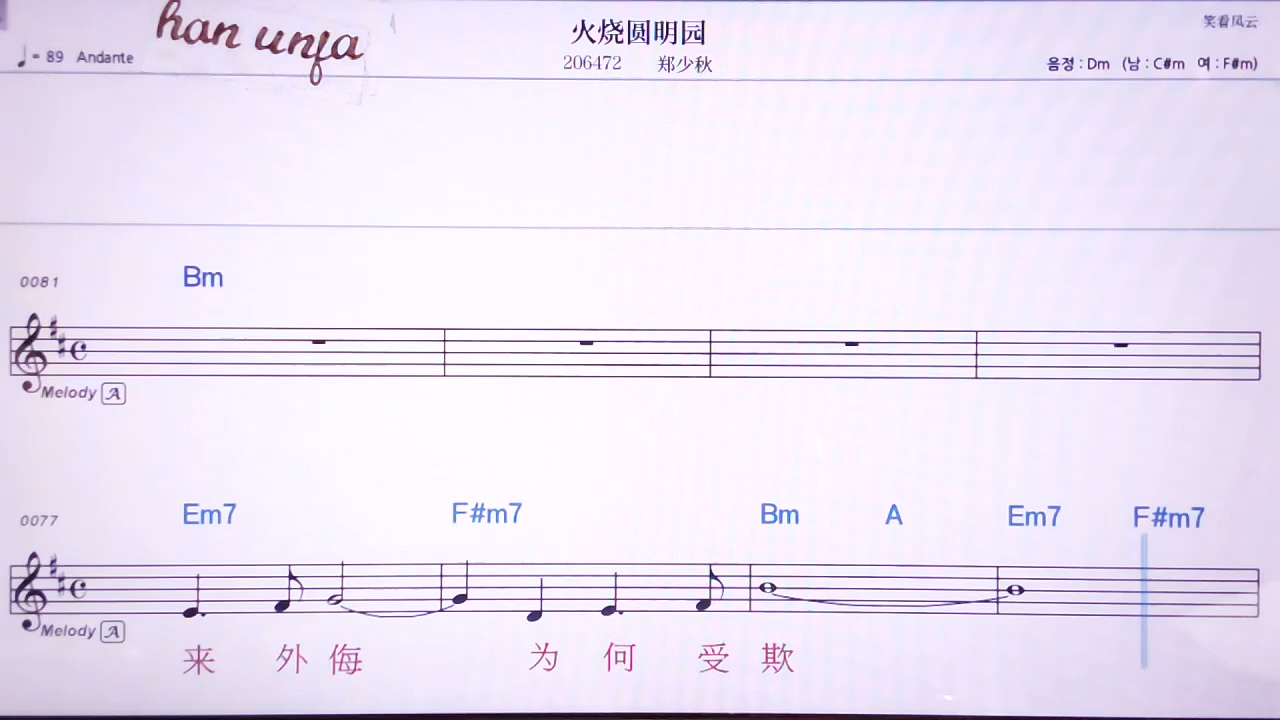 han unja
火烧圆明园
笑看风云
♩= 89 Andante
206472 郑少秋
음정 : Dm (남 : C#m 여 : F#m)
0081 Bm
Melody A
0077 Em7 F#m7 Bm A Em7 F#m7
Melody A
来 外 侮 为 何 受 欺